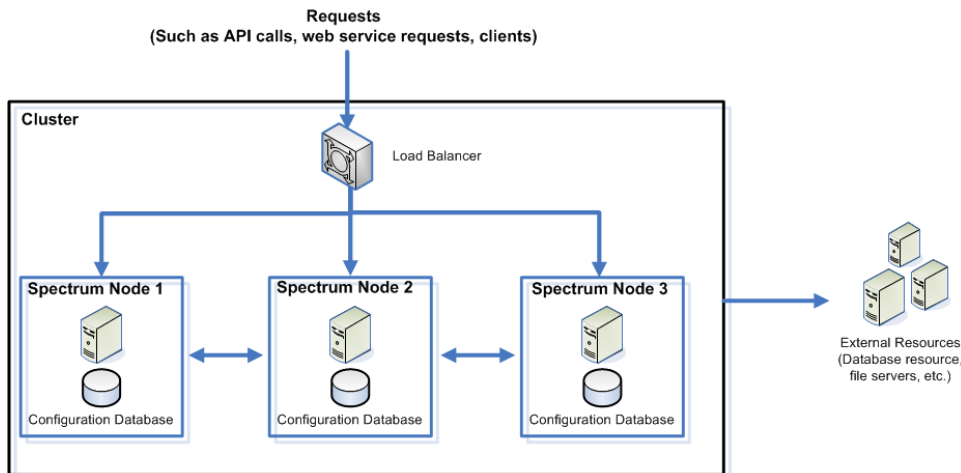 Requests
(Such as API calls, web service requests, clients)
Cluster
Load Balancer
Spectrum Node 1
Spectrum Node 2
Spectrum Node 3
Configuration Database
Configuration Database
Configuration Database
External Resources
(Database resource,
file servers, etc.)